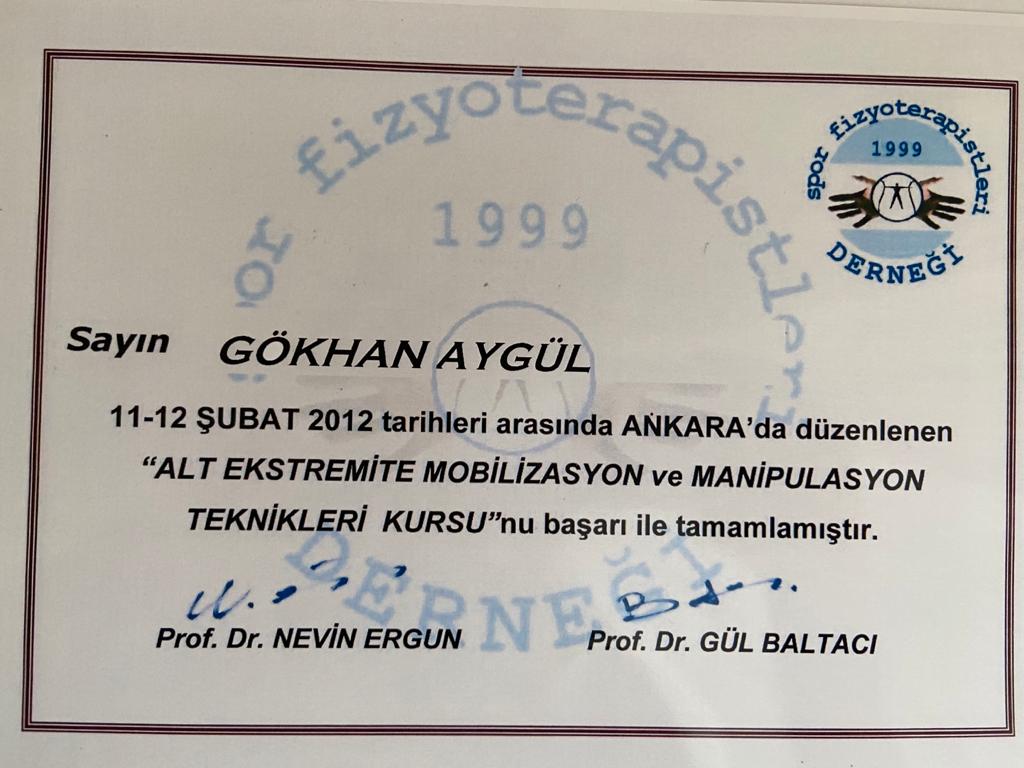 spor fizyoterapistleri
1999
DERNEĞİ
or fizyoterapistleri
1999
Sayın GÖKHAN AYGÜL
11-12 ŞUBAT 2012 tarihleri arasında ANKARA’da düzenlenen
“ALT EKSTREMİTE MOBİLİZASYON ve MANİPULASYON
TEKNİKLERİ KURSU”nu başarı ile tamamlamıştır.
DERNEĞİ
Prof. Dr. NEVİN ERGUN Prof. Dr. GÜL BALTACI